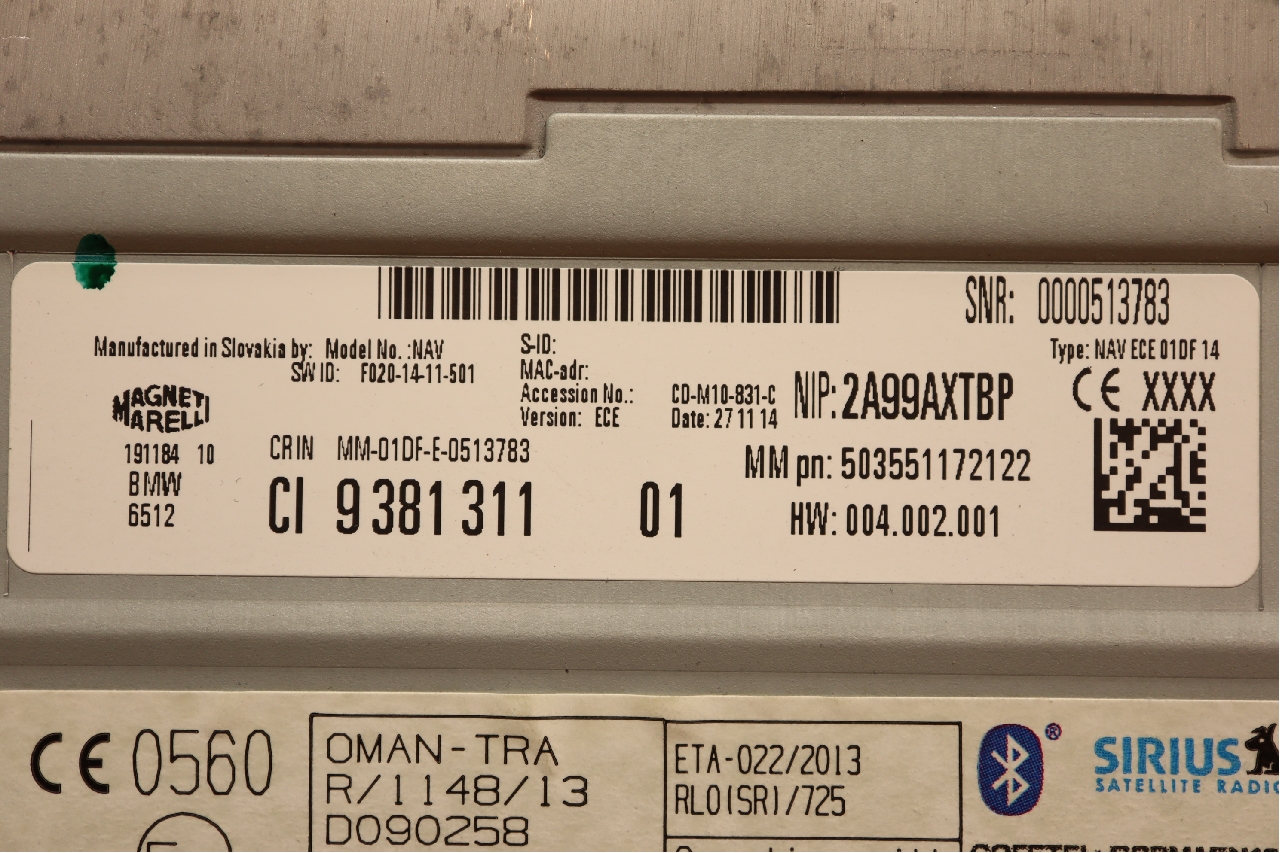 SNR: 0000513783
Manufactured in Slovakia by: Model No. :NAV
SW ID: F020-14-11-501
S-ID:
MAC-adr:
Accession No.: CD-M10-831-C
Version: ECE Date: 27 11 14
NIP: 2A99AXTBP
Type: NAV ECE 01DF 14
CE XXXX
MAGNETI
MARELLI
191184 10
BMW
6512
CRIN MM-01DF-E-0513783
CI 9 381 311 01
MM pn: 503551172122
HW: 004.002.001
CE 0560
OMAN-TRA
R/1148/13
D090258
ETA-022/2013
RLO(SR)/725
SIRIUS
SATELLITE RADIO